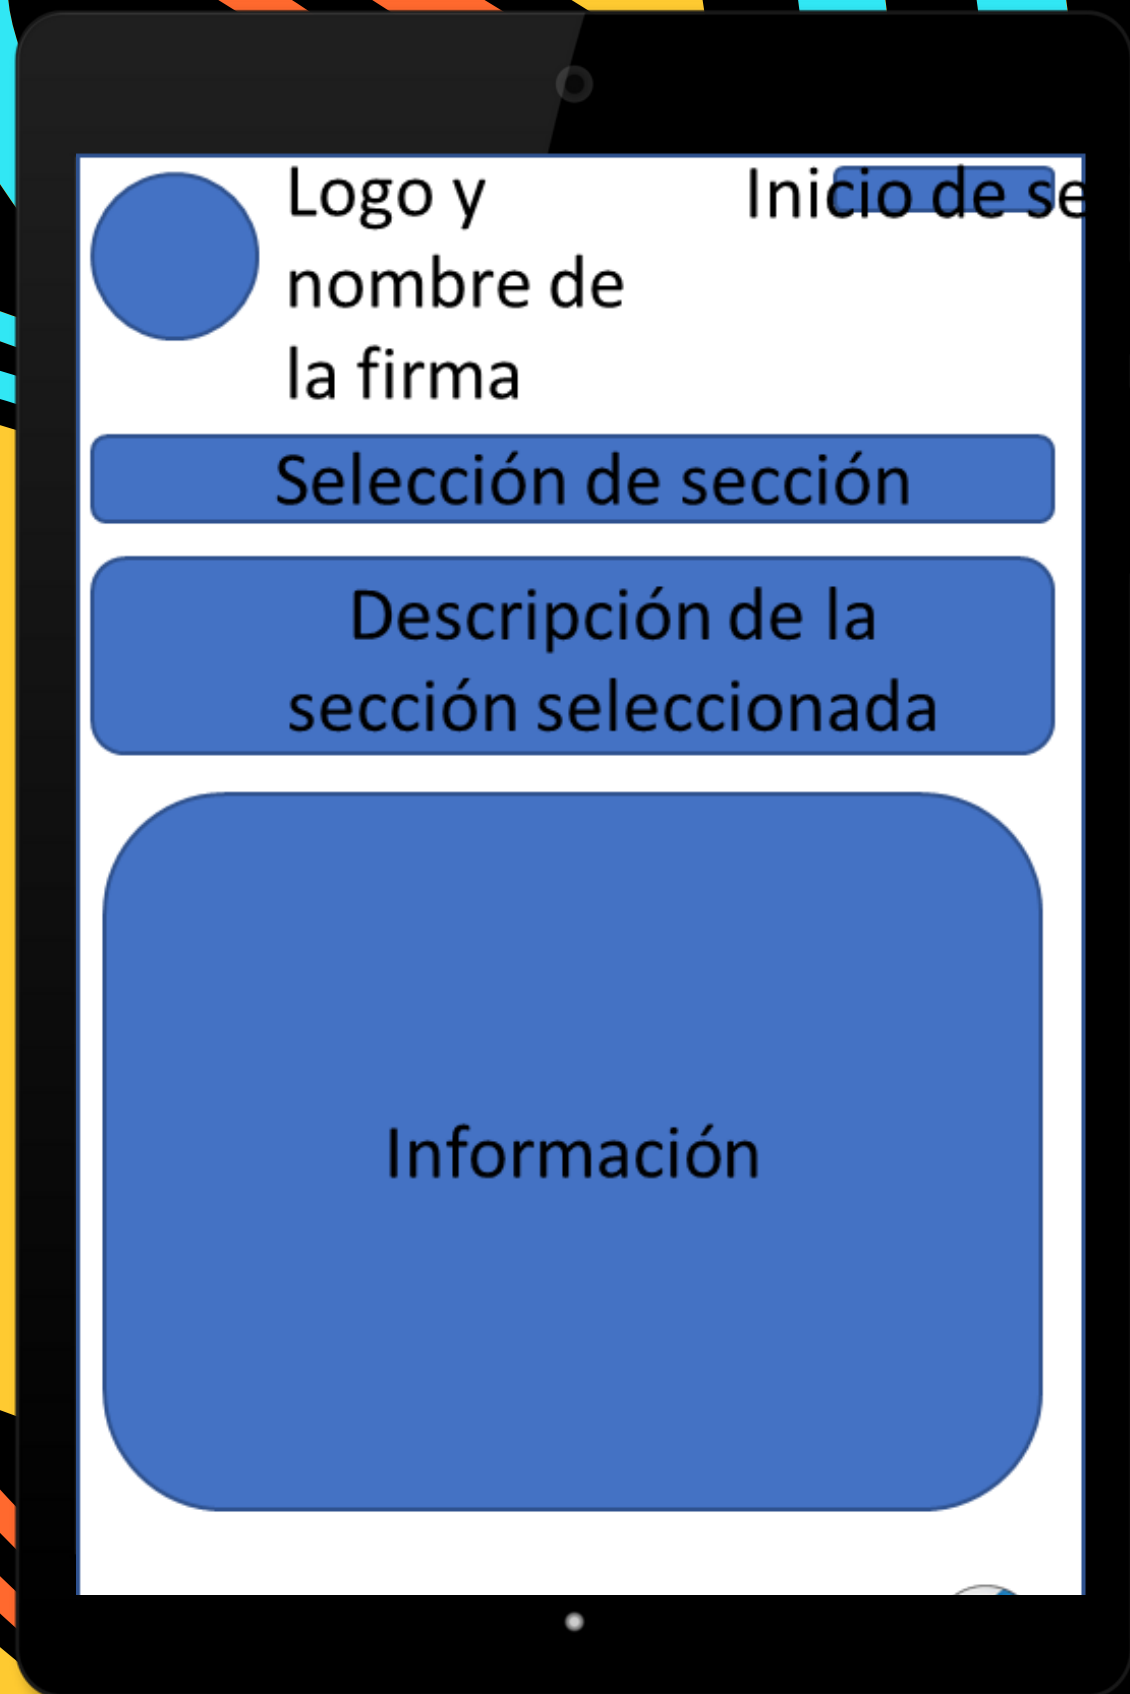 Logo y
nombre de
la firma
Inicio de se
Selección de sección
Descripción de la
sección seleccionada
Información